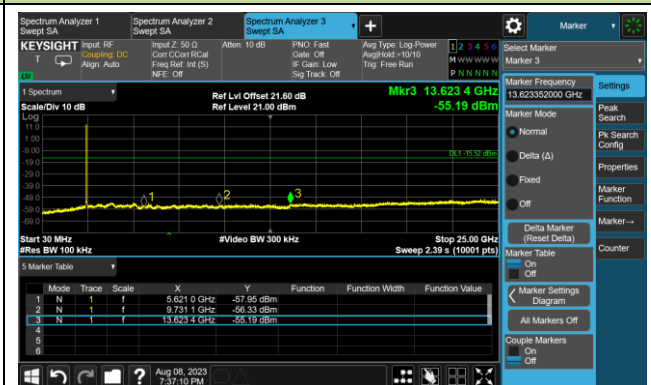 Spectrum Analyzer 1
Swept SA
Spectrum Analyzer 2
Swept SA
Spectrum Analyzer 3
Swept SA
Marker
KEYSIGHT
Input: RF
Coupling: DC
Align: Auto
Input Z: 50 Ω
Corr CCorr RCal
Freq Ref: Int (S)
NFE: Off
Atten: 10 dB
PNO: Fast
Gate: Off
IF Gain: Low
Sig Track: Off
Avg Type: Log-Power
Avg|Hold:>10/10
Trig: Free Run
1 2 3 4 5 6
M W W W W W
P N N N N N
Select Marker
Marker 3
1 Spectrum
Scale/Div 10 dB
Ref Lvl Offset 21.60 dB
Ref Level 21.00 dBm
Mkr3 13.623 4 GHz
-55.19 dBm
Log
11.0
1.00
-9.00
-19.0
-29.0
-39.0
-49.0
-59.0
-69.0
DL1 -15.52 dBm
1
2
3
Start 30 MHz
#Res BW 100 kHz
#Video BW 300 kHz
Stop 25.00 GHz
Sweep 2.39 s (10001 pts)
5 Marker Table
Mode Trace Scale X Y Function Function Width Function Value
1 N 1 f 5.621 0 GHz -57.95 dBm
2 N 1 f 9.731 1 GHz -56.33 dBm
3 N 1 f 13.623 4 GHz -55.19 dBm
4
5
6
Aug 08, 2023
7:37:10 PM
Marker Frequency
13.623352000 GHz
Marker Mode
Normal
Delta (Δ)
Fixed
Off
Delta Marker
(Reset Delta)
Marker Table
On
Off
Marker Settings
Diagram
All Markers Off
Couple Markers
On
Off
Settings
Peak
Search
Pk Search
Config
Properties
Marker
Function
Marker→
Counter